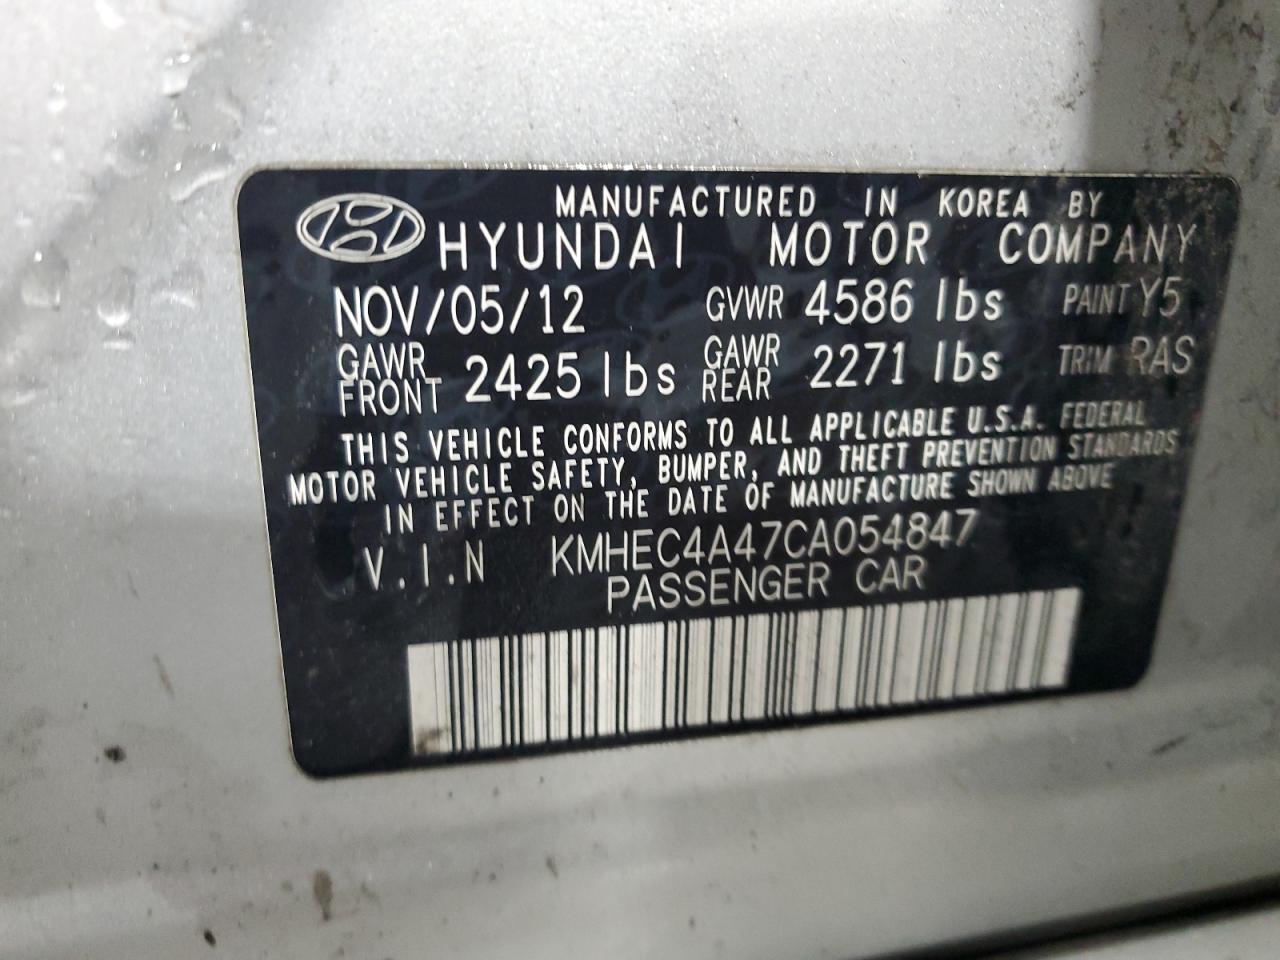 MANUFACTURED IN KOREA BY
HYUNDAI MOTOR COMPANY
NOV/05/12 GVWR 4586 lbs PAINT Y5
GAWR FRONT 2425 lbs GAWR REAR 2271 lbs TRIM RAS
THIS VEHICLE CONFORMS TO ALL APPLICABLE U.S.A. FEDERAL
MOTOR VEHICLE SAFETY, BUMPER, AND THEFT PREVENTION STANDARDS
IN EFFECT ON THE DATE OF MANUFACTURE SHOWN ABOVE
V.I.N KMHEC4A47CA054847
PASSENGER CAR